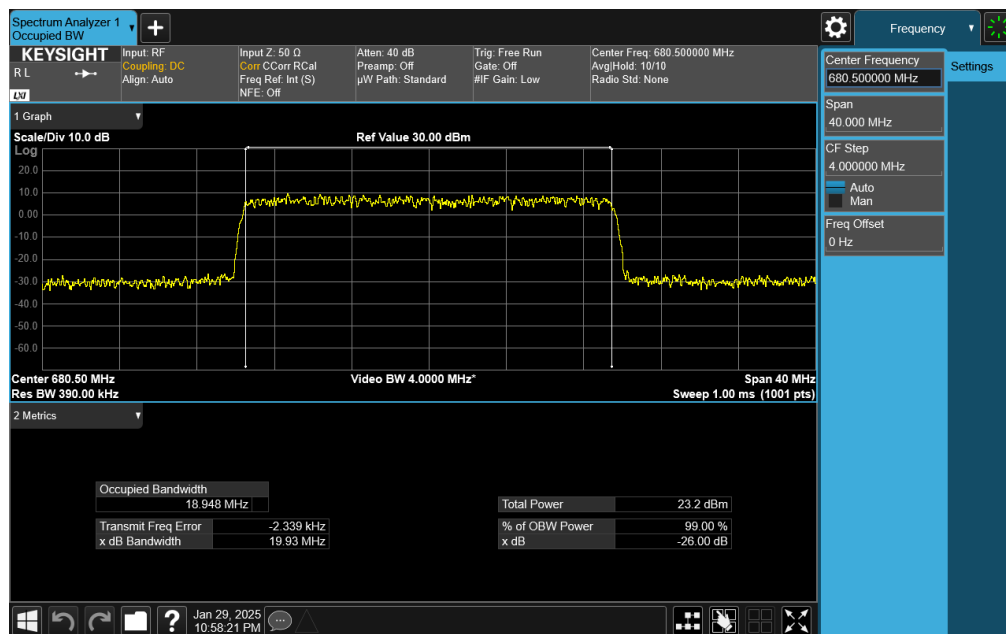 Spectrum Analyzer 1
Occupied BW
+
Frequency
KEYSIGHT
RL
LXI
Input: RF
Coupling: DC
Align: Auto
Input Z: 50 Ω
Corr CCorr RCal
Freq Ref: Int (S)
NFE: Off
Atten: 40 dB
Preamp: Off
µW Path: Standard
Trig: Free Run
Gate: Off
#IF Gain: Low
Center Freq: 680.500000 MHz
Avg|Hold: 10/10
Radio Std: None
Center Frequency
680.500000 MHz
Settings
Span
40.000 MHz
CF Step
4.000000 MHz
Auto
Man
Freq Offset
0 Hz
1 Graph
Scale/Div 10.0 dB
Ref Value 30.00 dBm
Log
20.0
10.0
0.00
-10.0
-20.0
-30.0
-40.0
-50.0
-60.0
Center 680.50 MHz
Video BW 4.0000 MHz*
Span 40 MHz
Res BW 390.00 kHz
Sweep 1.00 ms (1001 pts)
2 Metrics
Occupied Bandwidth
18.948 MHz
Total Power 23.2 dBm
Transmit Freq Error -2.339 kHz
% of OBW Power 99.00 %
x dB Bandwidth 19.93 MHz
x dB -26.00 dB
?
Jan 29, 2025
10:58:21 PM